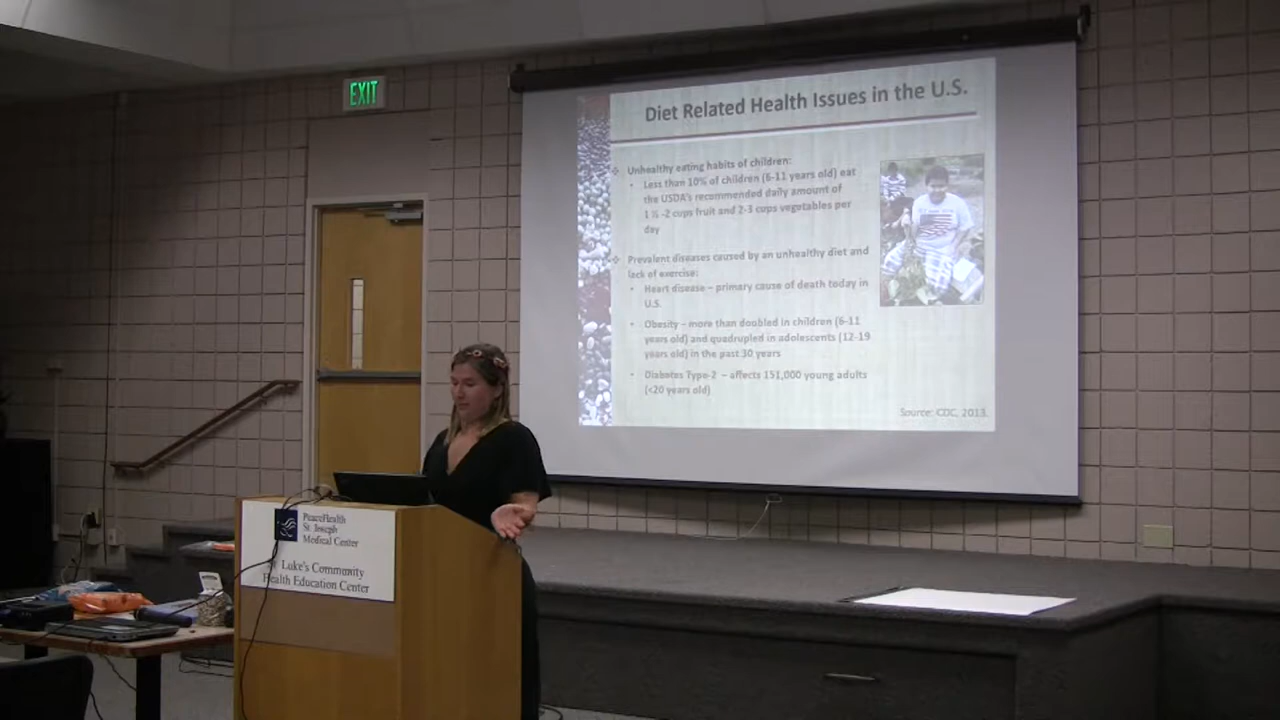 EXIT
Diet Related Health Issues in the U.S.
Unhealthy eating habits of children:
Less than 10% of children (6-11 years old) eat
the USDA's recommended daily amount of
1 ½ -2 cups fruit and 2-3 cups vegetables per
day
Prevalent diseases caused by an unhealthy diet and
lack of exercise:
Heart disease – primary cause of death today in
U.S.
Obesity – more than doubled in children (6-11
years old) and quadrupled in adolescents (12-19
years old) in the past 30 years
Diabetes Type-2 – affects 151,000 young adults
(<20 years old)
Source: CDC, 2013.
PeaceHealth
St. Joseph
Medical Center
Luke's Community
Health Education Center